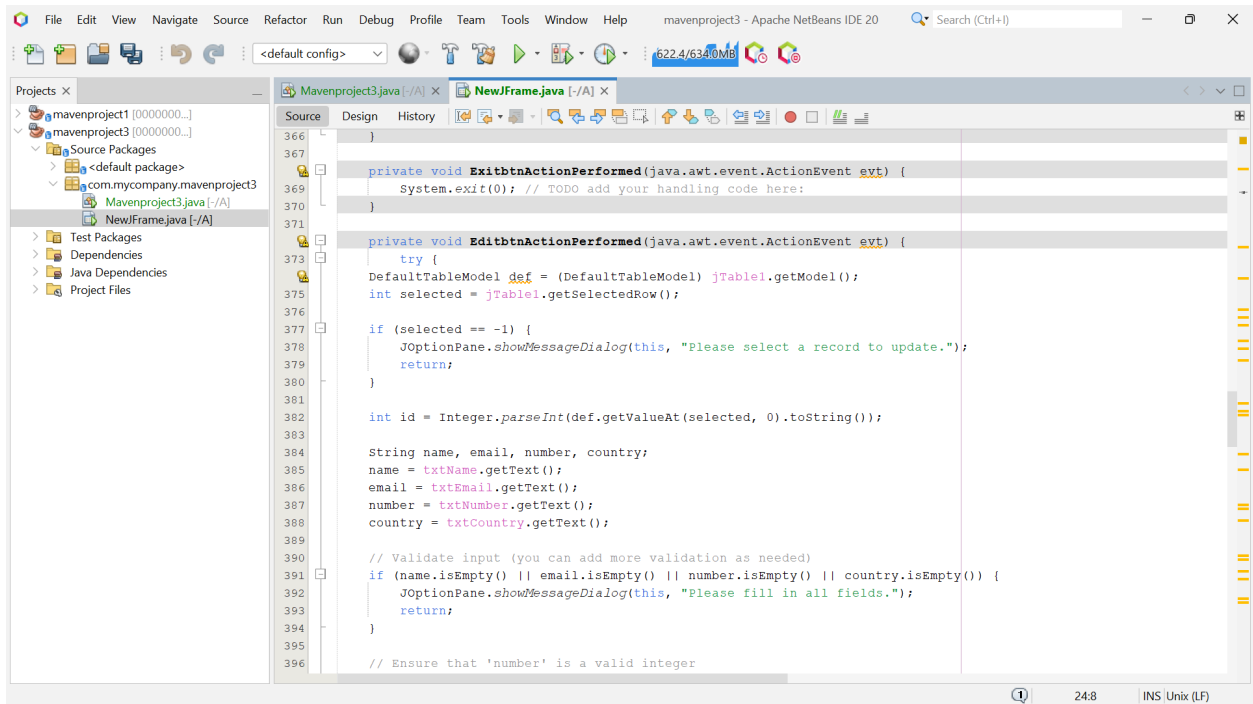 File Edit View Navigate Source Refactor Run Debug Profile Team Tools Window Help mavenproject3 - Apache NetBeans IDE 20 Search (Ctrl+I)
<default config> 622.4/634.0MB
Projects
mavenproject1 [0000000...]
mavenproject3 [0000000...]
Source Packages
<default package>
com.mycompany.mavenproject3
Mavenproject3.java [-/A]
NewJFrame.java [-/A]
Test Packages
Dependencies
Java Dependencies
Project Files
Mavenproject3.java [-/A] NewJFrame.java [-/A]
Source Design History
366 }
367
private void ExitbtnActionPerformed(java.awt.event.ActionEvent evt) {
369 System.exit(0); // TODO add your handling code here:
370 }
371
private void EditbtnActionPerformed(java.awt.event.ActionEvent evt) {
373 try {
DefaultTableModel def = (DefaultTableModel) jTable1.getModel();
375 int selected = jTable1.getSelectedRow();
376
377 if (selected == -1) {
378 JOptionPane.showMessageDialog(this, "Please select a record to update.");
379 return;
380 }
381
382 int id = Integer.parseInt(def.getValueAt(selected, 0).toString());
383
384 String name, email, number, country;
385 name = txtName.getText();
386 email = txtEmail.getText();
387 number = txtNumber.getText();
388 country = txtCountry.getText();
389
390 // Validate input (you can add more validation as needed)
391 if (name.isEmpty() || email.isEmpty() || number.isEmpty() || country.isEmpty()) {
392 JOptionPane.showMessageDialog(this, "Please fill in all fields.");
393 return;
394 }
395
396 // Ensure that 'number' is a valid integer
1 24:8 INS Unix (LF)